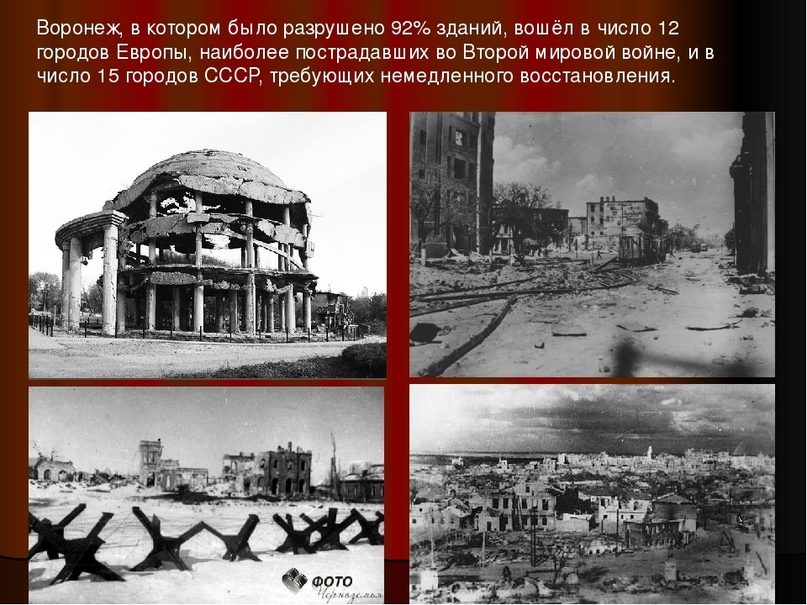 Воронеж, в котором было разрушено 92% зданий, вошёл в число 12
городов Европы, наиболее пострадавших во Второй мировой войне, и в
число 15 городов СССР, требующих немедленного восстановления.
ФОТО
Черноземья